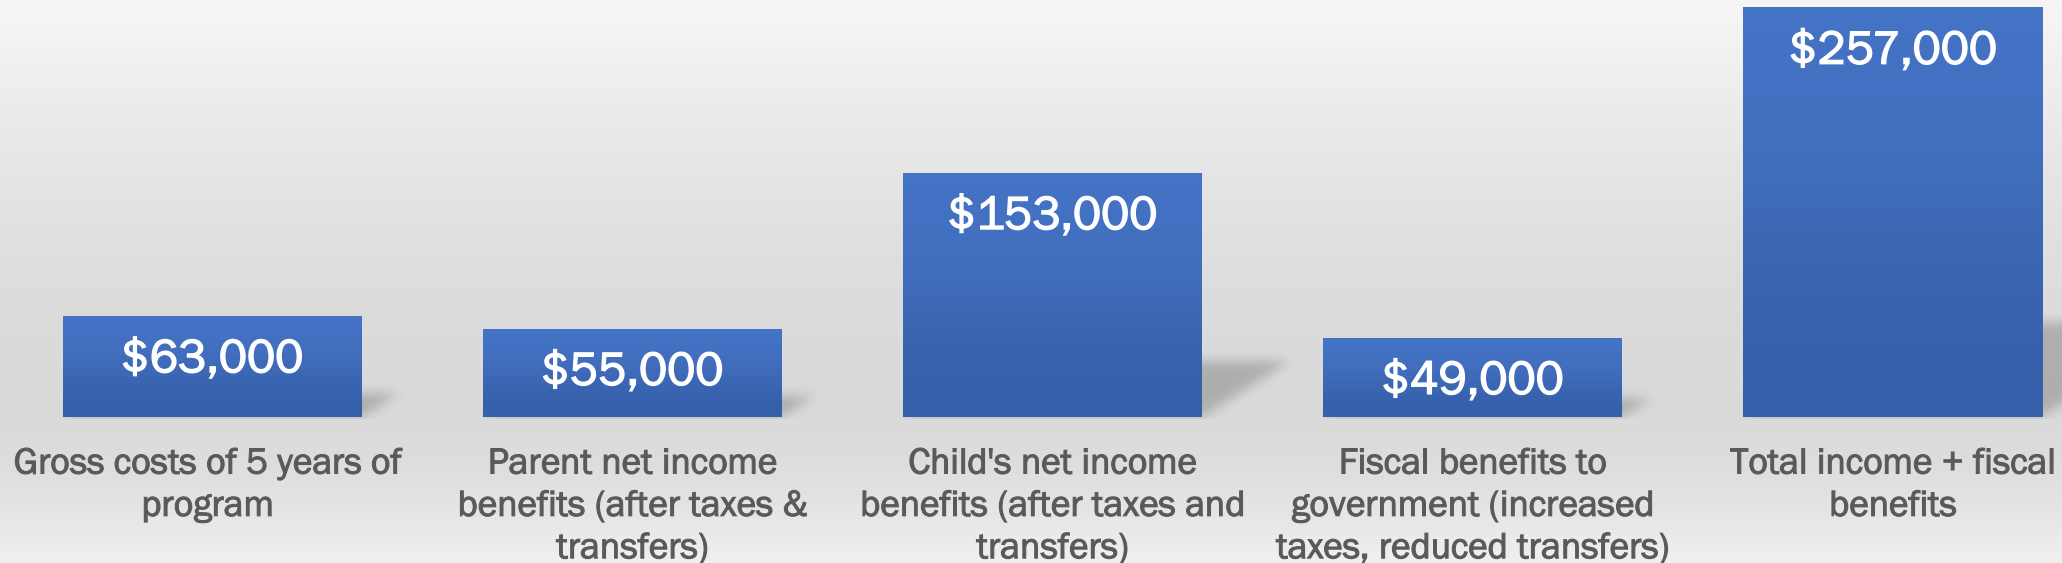 $63,000
$55,000
$153,000
$49,000
$257,000
Gross costs of 5 years of
program
Parent net income
benefits (after taxes &
transfers)
Child's net income
benefits (after taxes and
transfers)
Fiscal benefits to
government (increased
taxes, reduced transfers)
Total income + fiscal
benefits